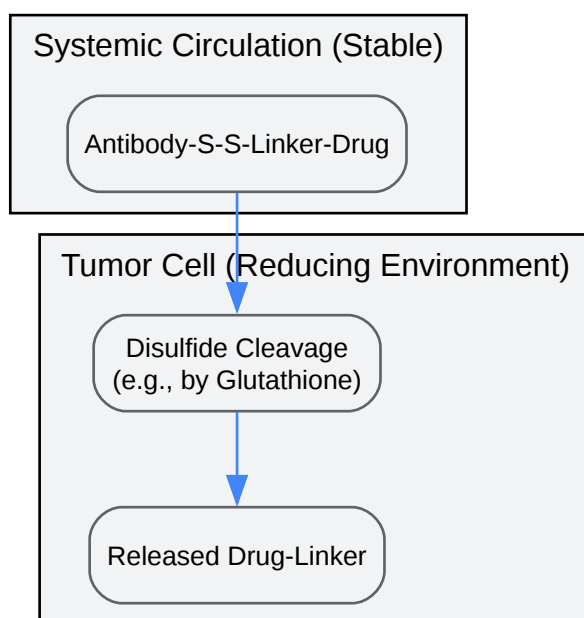 Systemic Circulation (Stable)
Antibody-S-S-Linker-Drug
Tumor Cell (Reducing Environment)
Disulfide Cleavage
(e.g., by Glutathione)
Released Drug-Linker